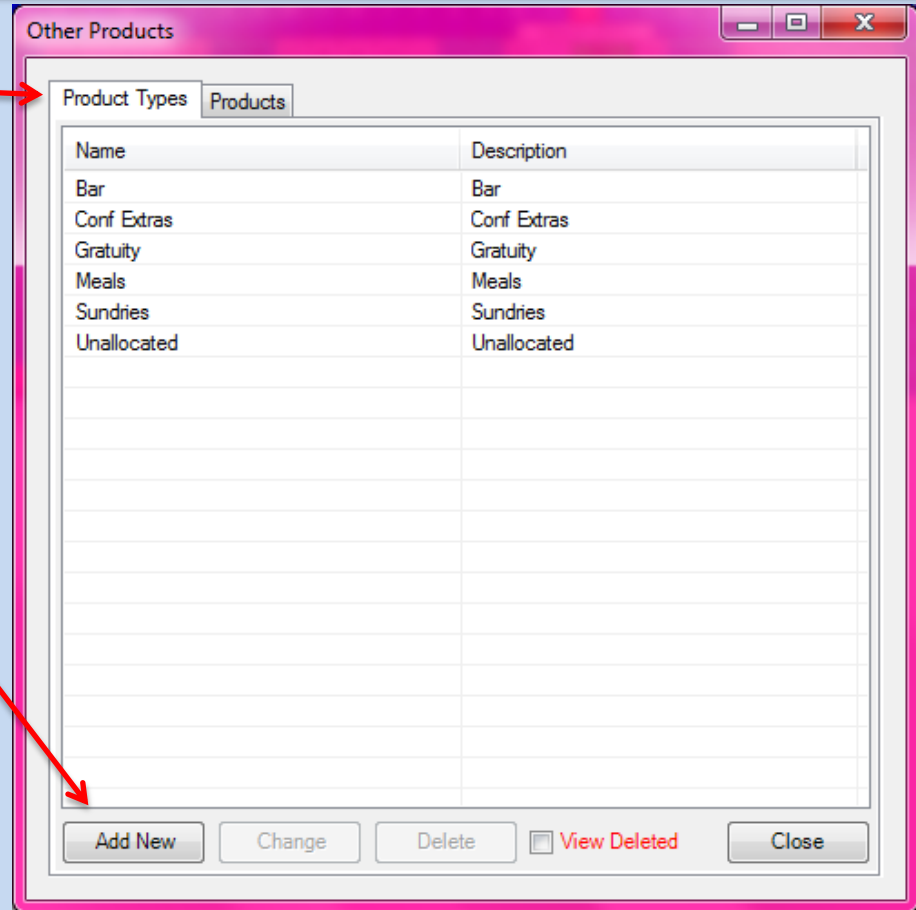 Other Products
Product Types Products
Name Description
Bar Bar
Conf Extras Conf Extras
Gratuity Gratuity
Meals Meals
Sundries Sundries
Unallocated Unallocated
Add New Change Delete View Deleted Close